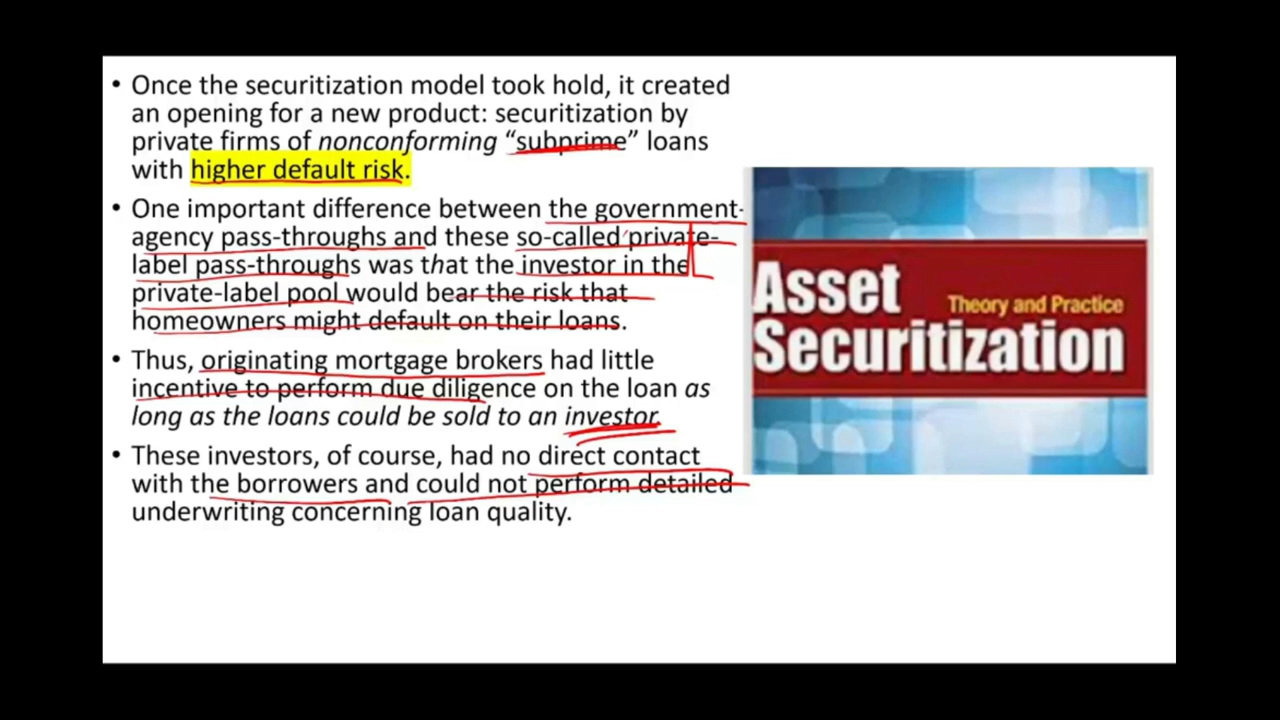 • Once the securitization model took hold, it created
an opening for a new product: securitization by
private firms of nonconforming “subprime” loans
with higher default risk.
• One important difference between the government-
agency pass-throughs and these so-called private-
label pass-throughs was that the investor in the
private-label pool would bear the risk that
homeowners might default on their loans.
• Thus, originating mortgage brokers had little
incentive to perform due diligence on the loan as
long as the loans could be sold to an investor.
• These investors, of course, had no direct contact
with the borrowers and could not perform detailed
underwriting concerning loan quality.
Asset
Theory and Practice
Securitization